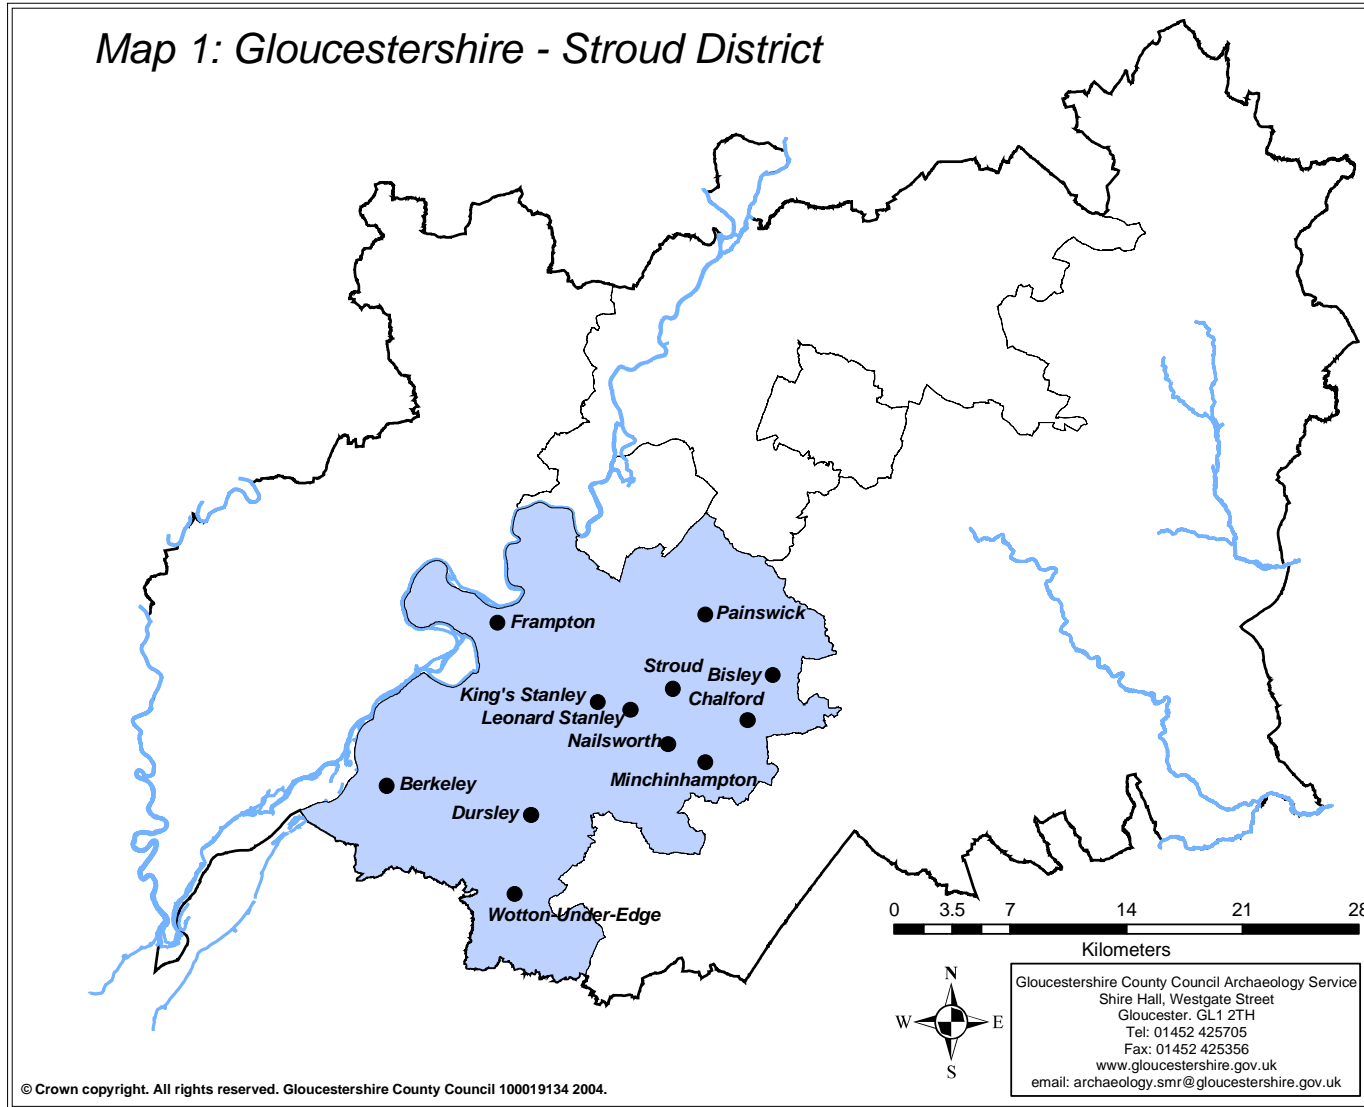 Map 1: Gloucestershire - Stroud District
Frampton
Painswick
Stroud
Bisley
King's Stanley
Chalford
Leonard Stanley
Nailsworth
Minchinhampton
Berkeley
Dursley
Wotton-Under-Edge
0 3.5 7 14 21 28
Kilometers
N
W E
S
Gloucestershire County Council Archaeology Service
Shire Hall, Westgate Street
Gloucester. GL1 2TH
Tel: 01452 425705
Fax: 01452 425356
www.gloucestershire.gov.uk
email: archaeology.smr@gloucestershire.gov.uk
© Crown copyright. All rights reserved. Gloucestershire County Council 100019134 2004.